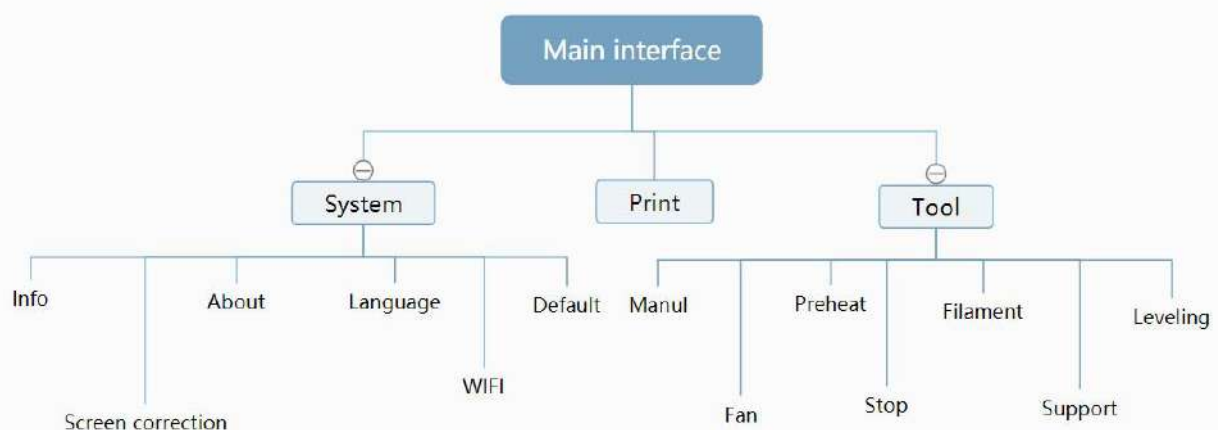 Main interface
System
Print
Tool
Info
Screen correction
About
Language
WIFI
Default
Manul
Fan
Preheat
Stop
Filament
Support
Leveling